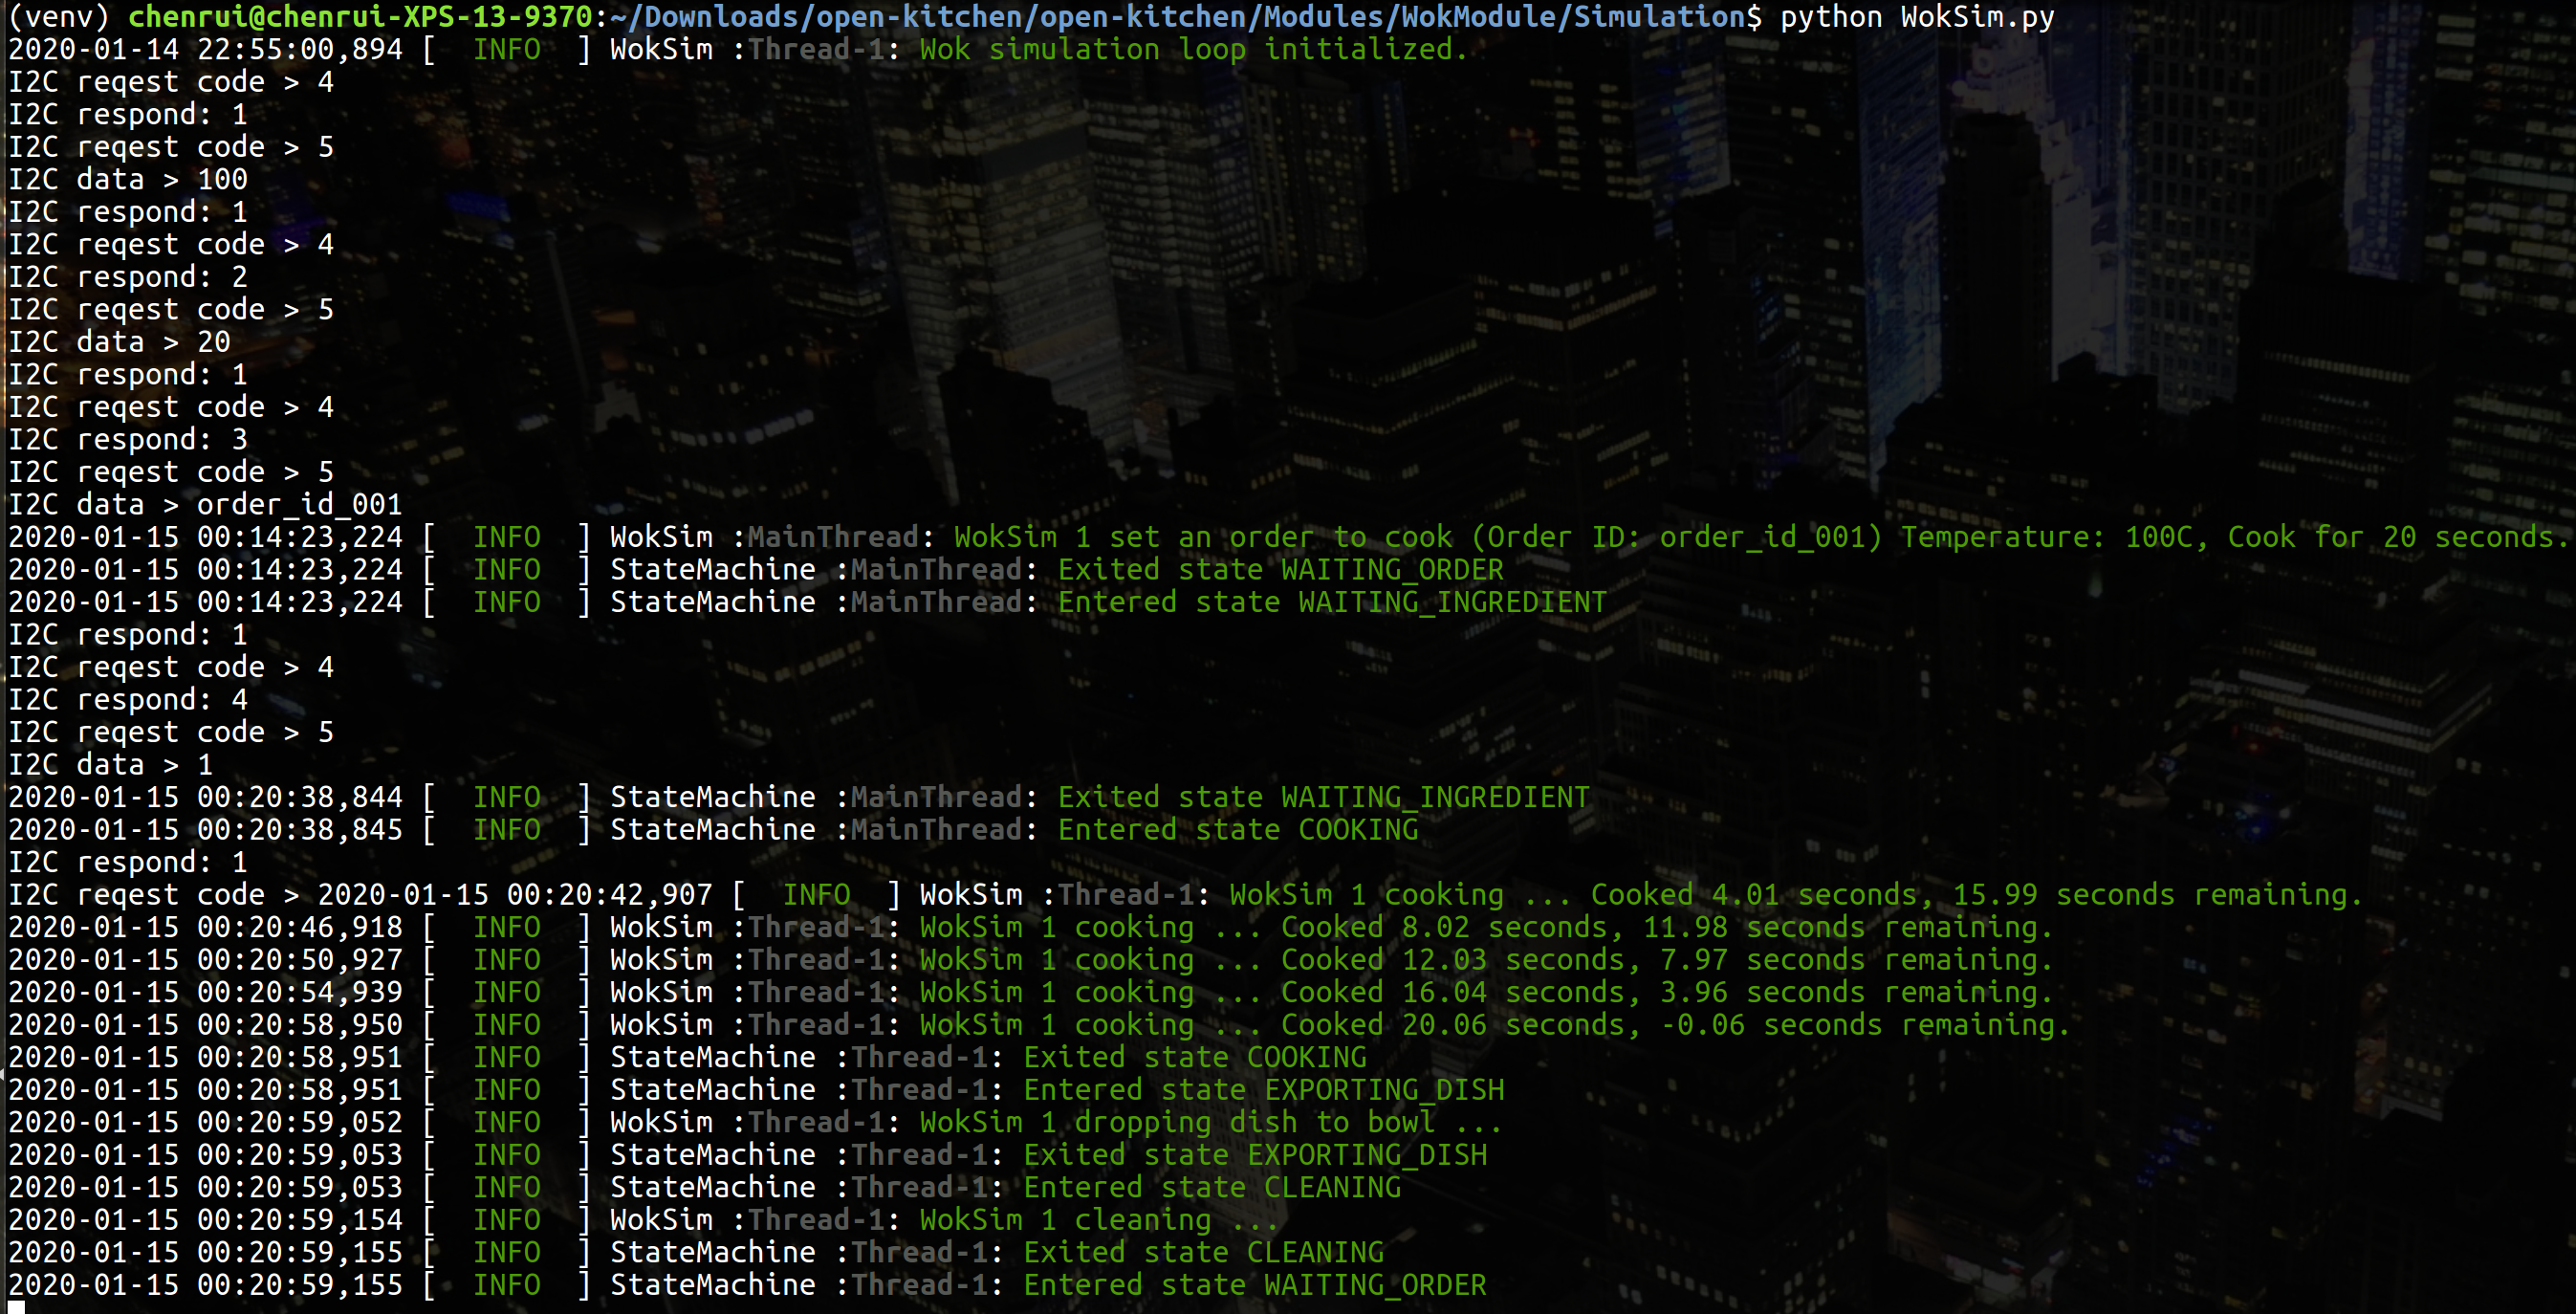 (venv) chenrui@chenrui-XPS-13-9370:~/Downloads/open-kitchen/open-kitchen/Modules/WokModule/Simulation$ python WokSim.py
2020-01-14 22:55:00,894 [  INFO  ] WokSim :Thread-1: Wok simulation loop initialized.
I2C reqest code > 4
I2C respond: 1
I2C reqest code > 5
I2C data > 100
I2C respond: 1
I2C reqest code > 4
I2C respond: 2
I2C reqest code > 5
I2C data > 20
I2C respond: 1
I2C reqest code > 4
I2C respond: 3
I2C reqest code > 5
I2C data > order_id_001
2020-01-15 00:14:23,224 [  INFO  ] WokSim :MainThread: WokSim 1 set an order to cook (Order ID: order_id_001) Temperature: 100C, Cook for 20 seconds.
2020-01-15 00:14:23,224 [  INFO  ] StateMachine :MainThread: Exited state WAITING_ORDER
2020-01-15 00:14:23,224 [  INFO  ] StateMachine :MainThread: Entered state WAITING_INGREDIENT
I2C respond: 1
I2C reqest code > 4
I2C respond: 4
I2C reqest code > 5
I2C data > 1
2020-01-15 00:20:38,844 [  INFO  ] StateMachine :MainThread: Exited state WAITING_INGREDIENT
2020-01-15 00:20:38,845 [  INFO  ] StateMachine :MainThread: Entered state COOKING
I2C respond: 1
I2C reqest code > 2020-01-15 00:20:42,907 [  INFO  ] WokSim :Thread-1: WokSim 1 cooking ... Cooked 4.01 seconds, 15.99 seconds remaining.
2020-01-15 00:20:46,918 [  INFO  ] WokSim :Thread-1: WokSim 1 cooking ... Cooked 8.02 seconds, 11.98 seconds remaining.
2020-01-15 00:20:50,927 [  INFO  ] WokSim :Thread-1: WokSim 1 cooking ... Cooked 12.03 seconds, 7.97 seconds remaining.
2020-01-15 00:20:54,939 [  INFO  ] WokSim :Thread-1: WokSim 1 cooking ... Cooked 16.04 seconds, 3.96 seconds remaining.
2020-01-15 00:20:58,950 [  INFO  ] WokSim :Thread-1: WokSim 1 cooking ... Cooked 20.06 seconds, -0.06 seconds remaining.
2020-01-15 00:20:58,951 [  INFO  ] StateMachine :Thread-1: Exited state COOKING
2020-01-15 00:20:58,951 [  INFO  ] StateMachine :Thread-1: Entered state EXPORTING_DISH
2020-01-15 00:20:59,052 [  INFO  ] WokSim :Thread-1: WokSim 1 dropping dish to bowl ...
2020-01-15 00:20:59,053 [  INFO  ] StateMachine :Thread-1: Exited state EXPORTING_DISH
2020-01-15 00:20:59,053 [  INFO  ] StateMachine :Thread-1: Entered state CLEANING
2020-01-15 00:20:59,154 [  INFO  ] WokSim :Thread-1: WokSim 1 cleaning ...
2020-01-15 00:20:59,155 [  INFO  ] StateMachine :Thread-1: Exited state CLEANING
2020-01-15 00:20:59,155 [  INFO  ] StateMachine :Thread-1: Entered state WAITING_ORDER